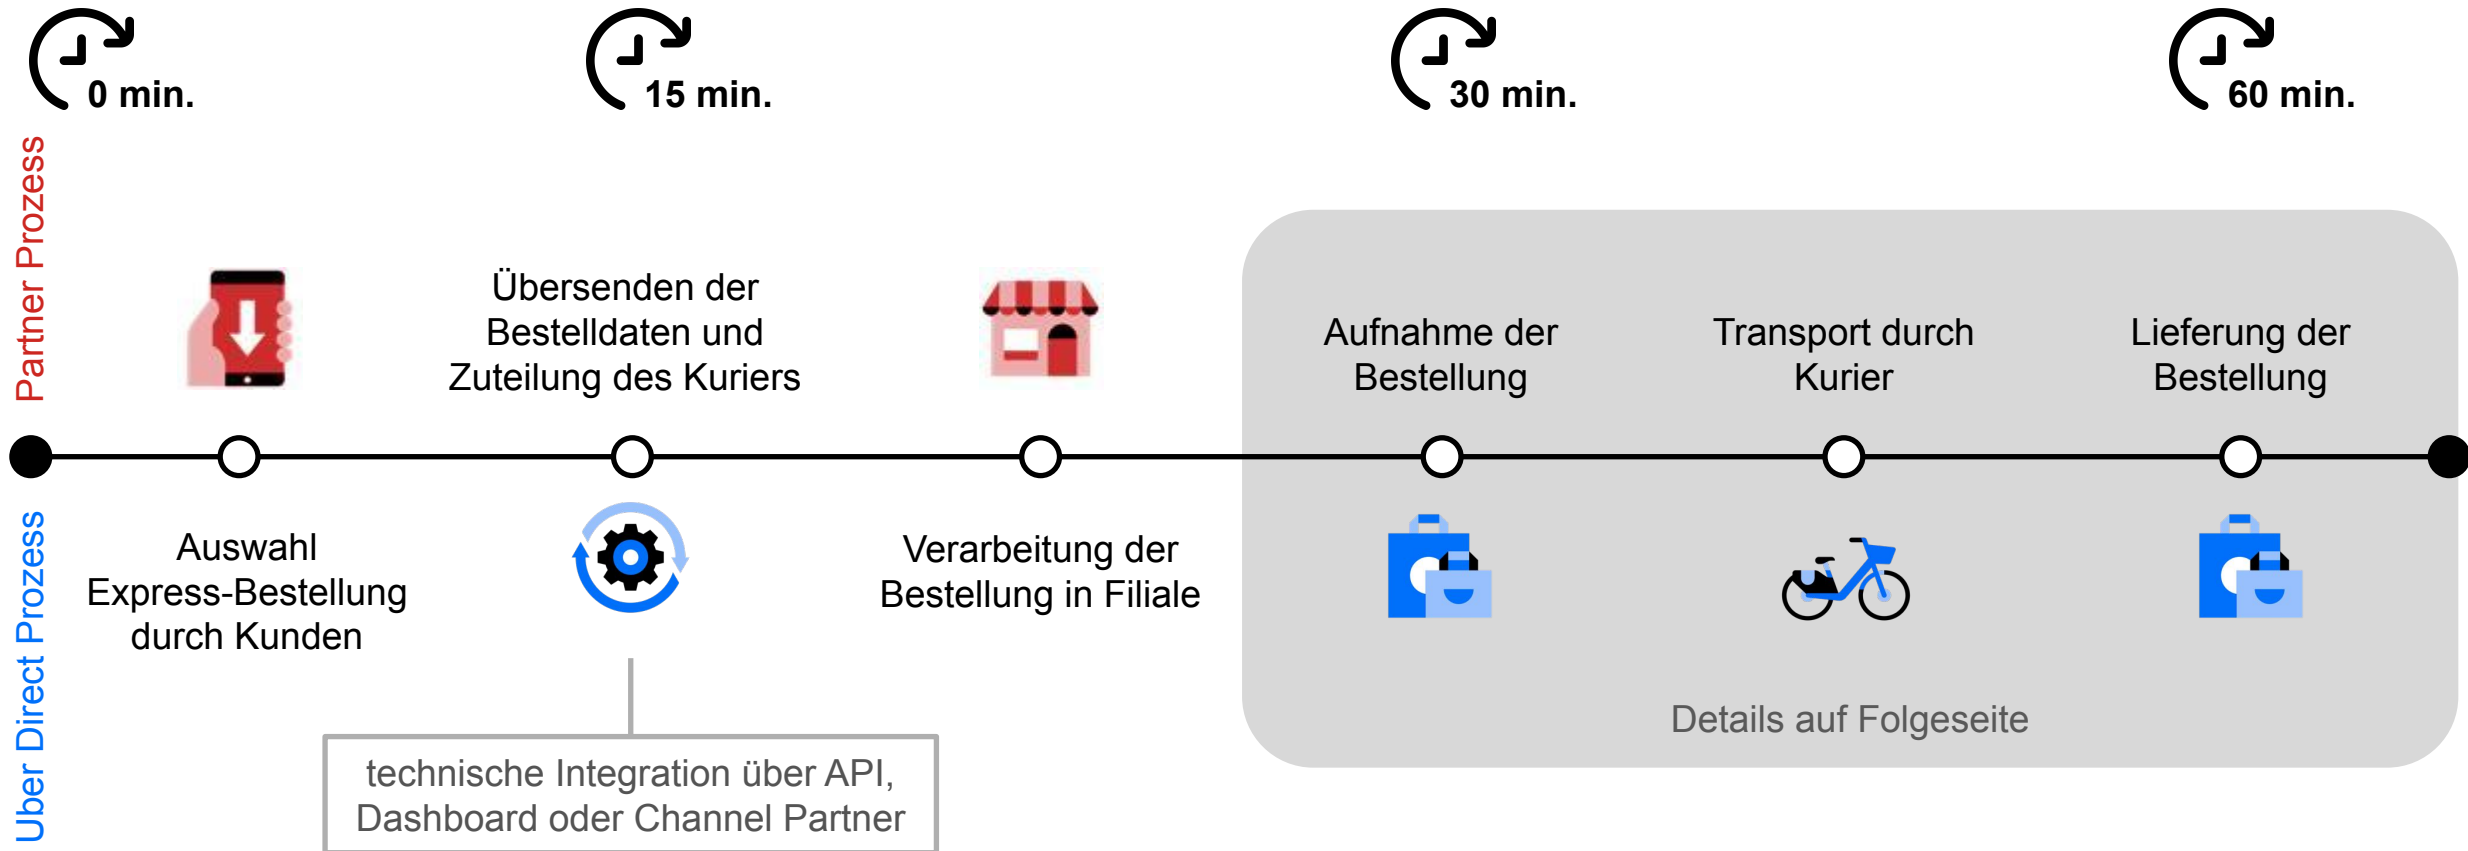 0 min.
15 min.
30 min.
60 min.
Partner Prozess
Übersenden der
Bestelldaten und
Zuteilung des Kuriers
Aufnahme der
Bestellung
Transport durch
Kurier
Lieferung der
Bestellung
Uber Direct Prozess
Auswahl
Express-Bestellung
durch Kunden
Verarbeitung der
Bestellung in Filiale
Details auf Folgeseite
technische Integration über API,
Dashboard oder Channel Partner